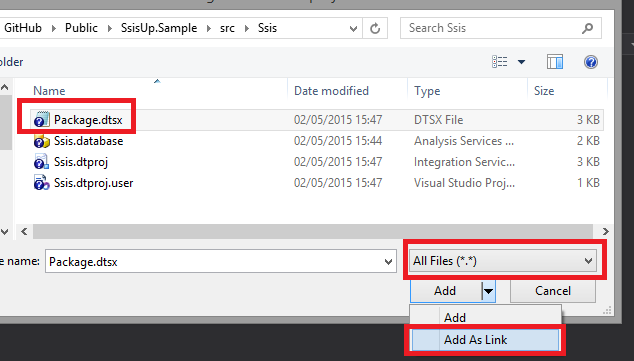 GitHub › Public › SsisUp.Sample › src › Ssis
Search Ssis
older
Name Date modified Type Size
Package.dtsx 02/05/2015 15:47 DTSX File 3 KB
Ssis.database 02/05/2015 15:44 Analysis Services ... 2 KB
Ssis.dtproj 02/05/2015 15:47 Integration Servic... 3 KB
Ssis.dtproj.user 02/05/2015 15:47 Visual Studio Proj... 1 KB
e name: Package.dtsx All Files (*.*)
Add Cancel
Add
Add As Link